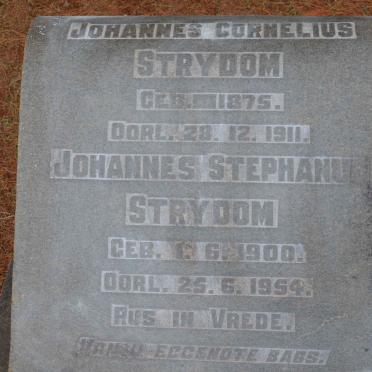 JOHANNES CORNELIUS
STRYDOM
GEB. 1875.
OORL. 28. 12. 1911.
JOHANNES STEPHANU
STRYDOM
GEB. 6. 1900.
OORL. 25. 6. 1954.
RUS IN VREDE.
EGGENOTE BABS.